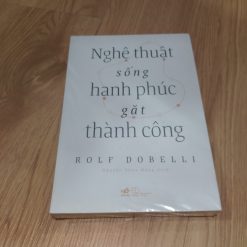 Nghệ thuật
sống
hạnh phúc
gặt
thành công
ROLF DOBELLI